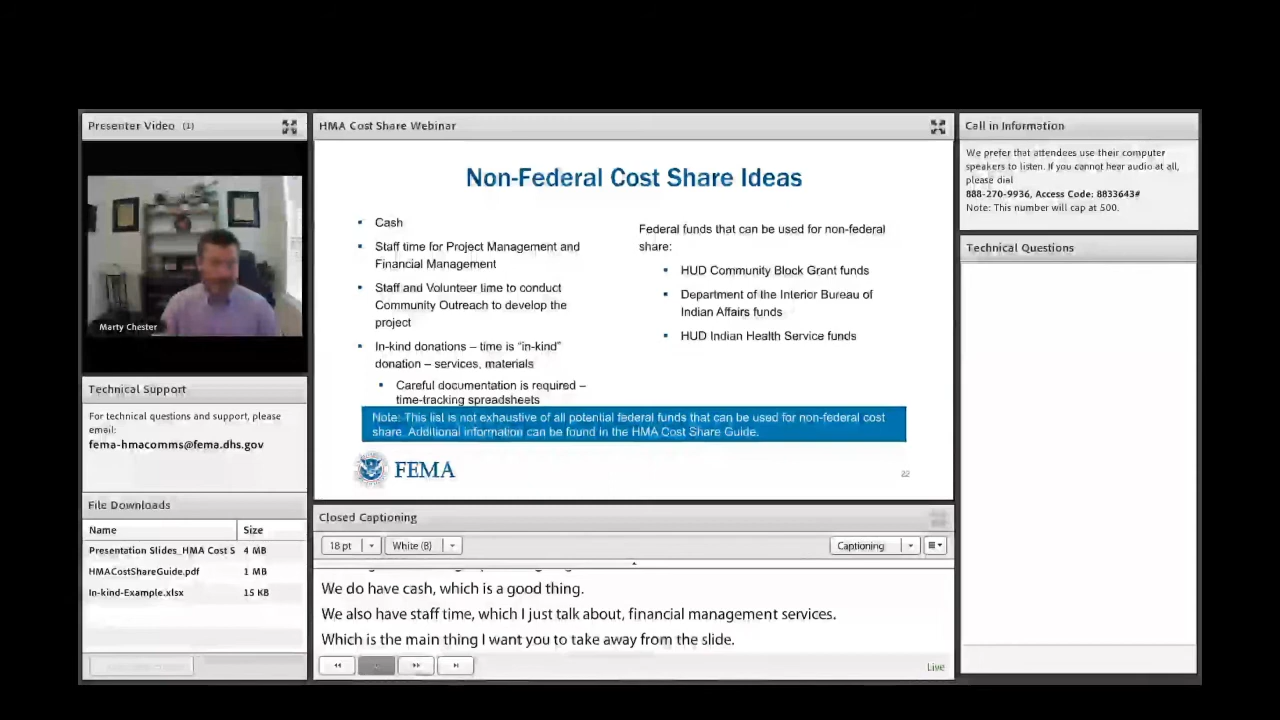 Presenter Video (1)
Marty Chester
Technical Support
For technical questions and support, please
email:
fema-hmacomms@fema.dhs.gov
File Downloads
Name Size
Presentation Slides_HMA Cost S 4 MB
HMACostShareGuide.pdf 1 MB
In-kind-Example.xlsx 15 KB
HMA Cost Share Webinar
Non-Federal Cost Share Ideas
Cash
Staff time for Project Management and
Financial Management
Staff and Volunteer time to conduct
Community Outreach to develop the
project
In-kind donations – time is “in-kind”
donation – services, materials
Careful documentation is required –
time-tracking spreadsheets
Federal funds that can be used for non-federal
share:
HUD Community Block Grant funds
Department of the Interior Bureau of
Indian Affairs funds
HUD Indian Health Service funds
Note: This list is not exhaustive of all potential federal funds that can be used for non-federal cost
share. Additional information can be found in the HMA Cost Share Guide.
FEMA
22
Closed Captioning
18 pt White (8) Captioning
We do have cash, which is a good thing.
We also have staff time, which I just talk about, financial management services.
Which is the main thing I want you to take away from the slide.
Live
Call in Information
We prefer that attendees use their computer
speakers to listen. If you cannot hear audio at all,
please dial
888-270-9936, Access Code: 8833643#
Note: This number will cap at 500.
Technical Questions